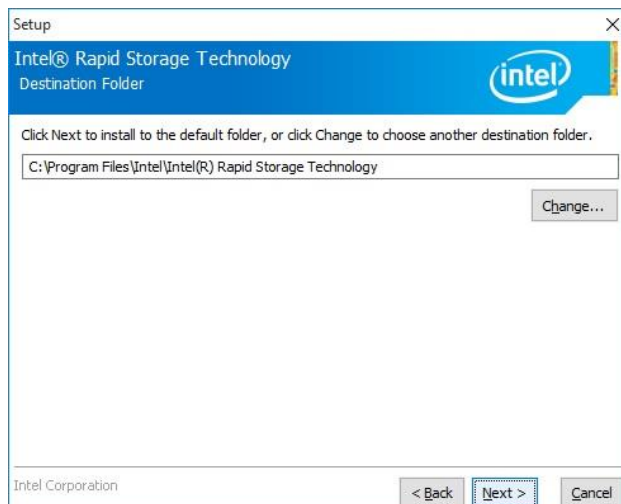 Setup
Intel® Rapid Storage Technology
Destination Folder
intel
Click Next to install to the default folder, or click Change to choose another destination folder.
C:\Program Files\Intel\Intel(R) Rapid Storage Technology
Change...
Intel Corporation
< Back Next > Cancel